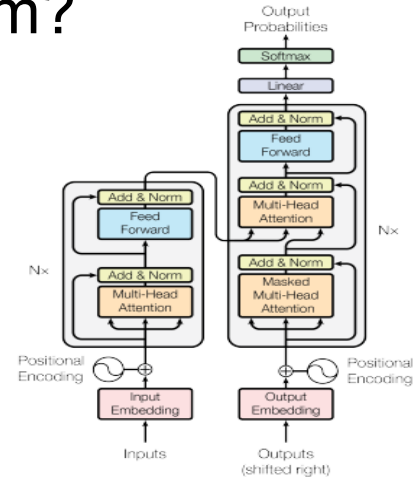 m?
Output
Probabilities
Softmax
Linear
Add & Norm
Feed
Forward
Add & Norm
Multi-Head
Attention
Add & Norm
Masked
Multi-Head
Attention
Nx
Positional
Encoding
Output
Embedding
Outputs
(shifted right)
Add & Norm
Feed
Forward
Add & Norm
Multi-Head
Attention
Nx
Positional
Encoding
Input
Embedding
Inputs